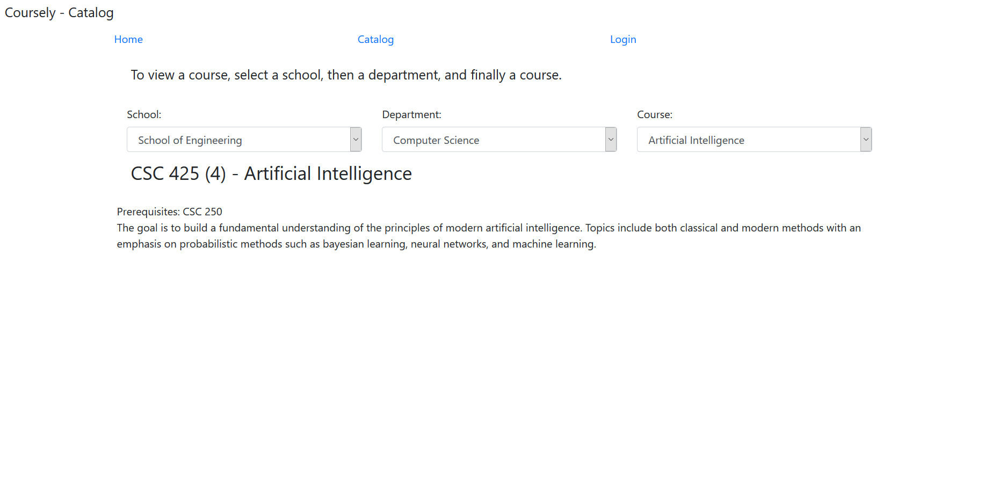 Coursely - Catalog
Home Catalog Login
To view a course, select a school, then a department, and finally a course.
School: Department: Course:
School of Engineering Computer Science Artificial Intelligence
CSC 425 (4) - Artificial Intelligence
Prerequisites: CSC 250
The goal is to build a fundamental understanding of the principles of modern artificial intelligence. Topics include both classical and modern methods with an
emphasis on probabilistic methods such as bayesian learning, neural networks, and machine learning.